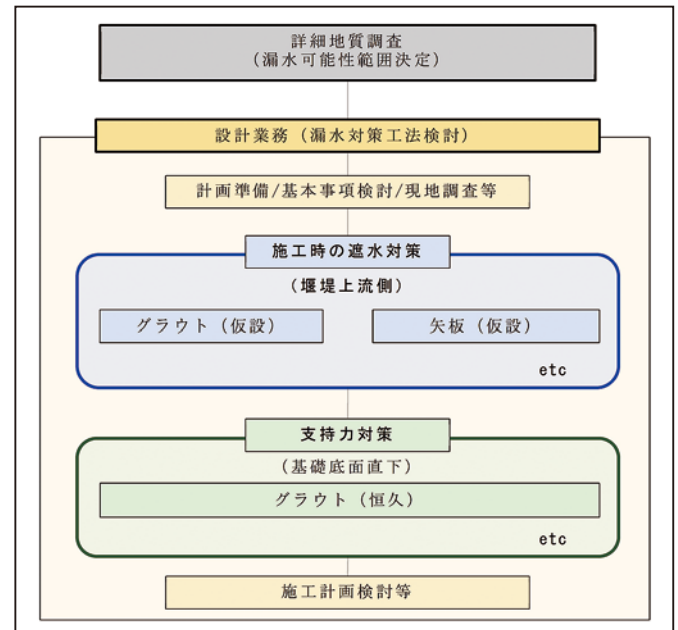 詳細地質調査
（漏水可能性範囲決定）
設計業務（漏水対策工法検討）
計画準備/基本事項検討/現地調査等
施工時の遮水対策
（堰堤上流側）
グラウト（仮設）
矢板（仮設）
etc
支持力対策
（基礎底面直下）
グラウト（恒久）
etc
施工計画検討等